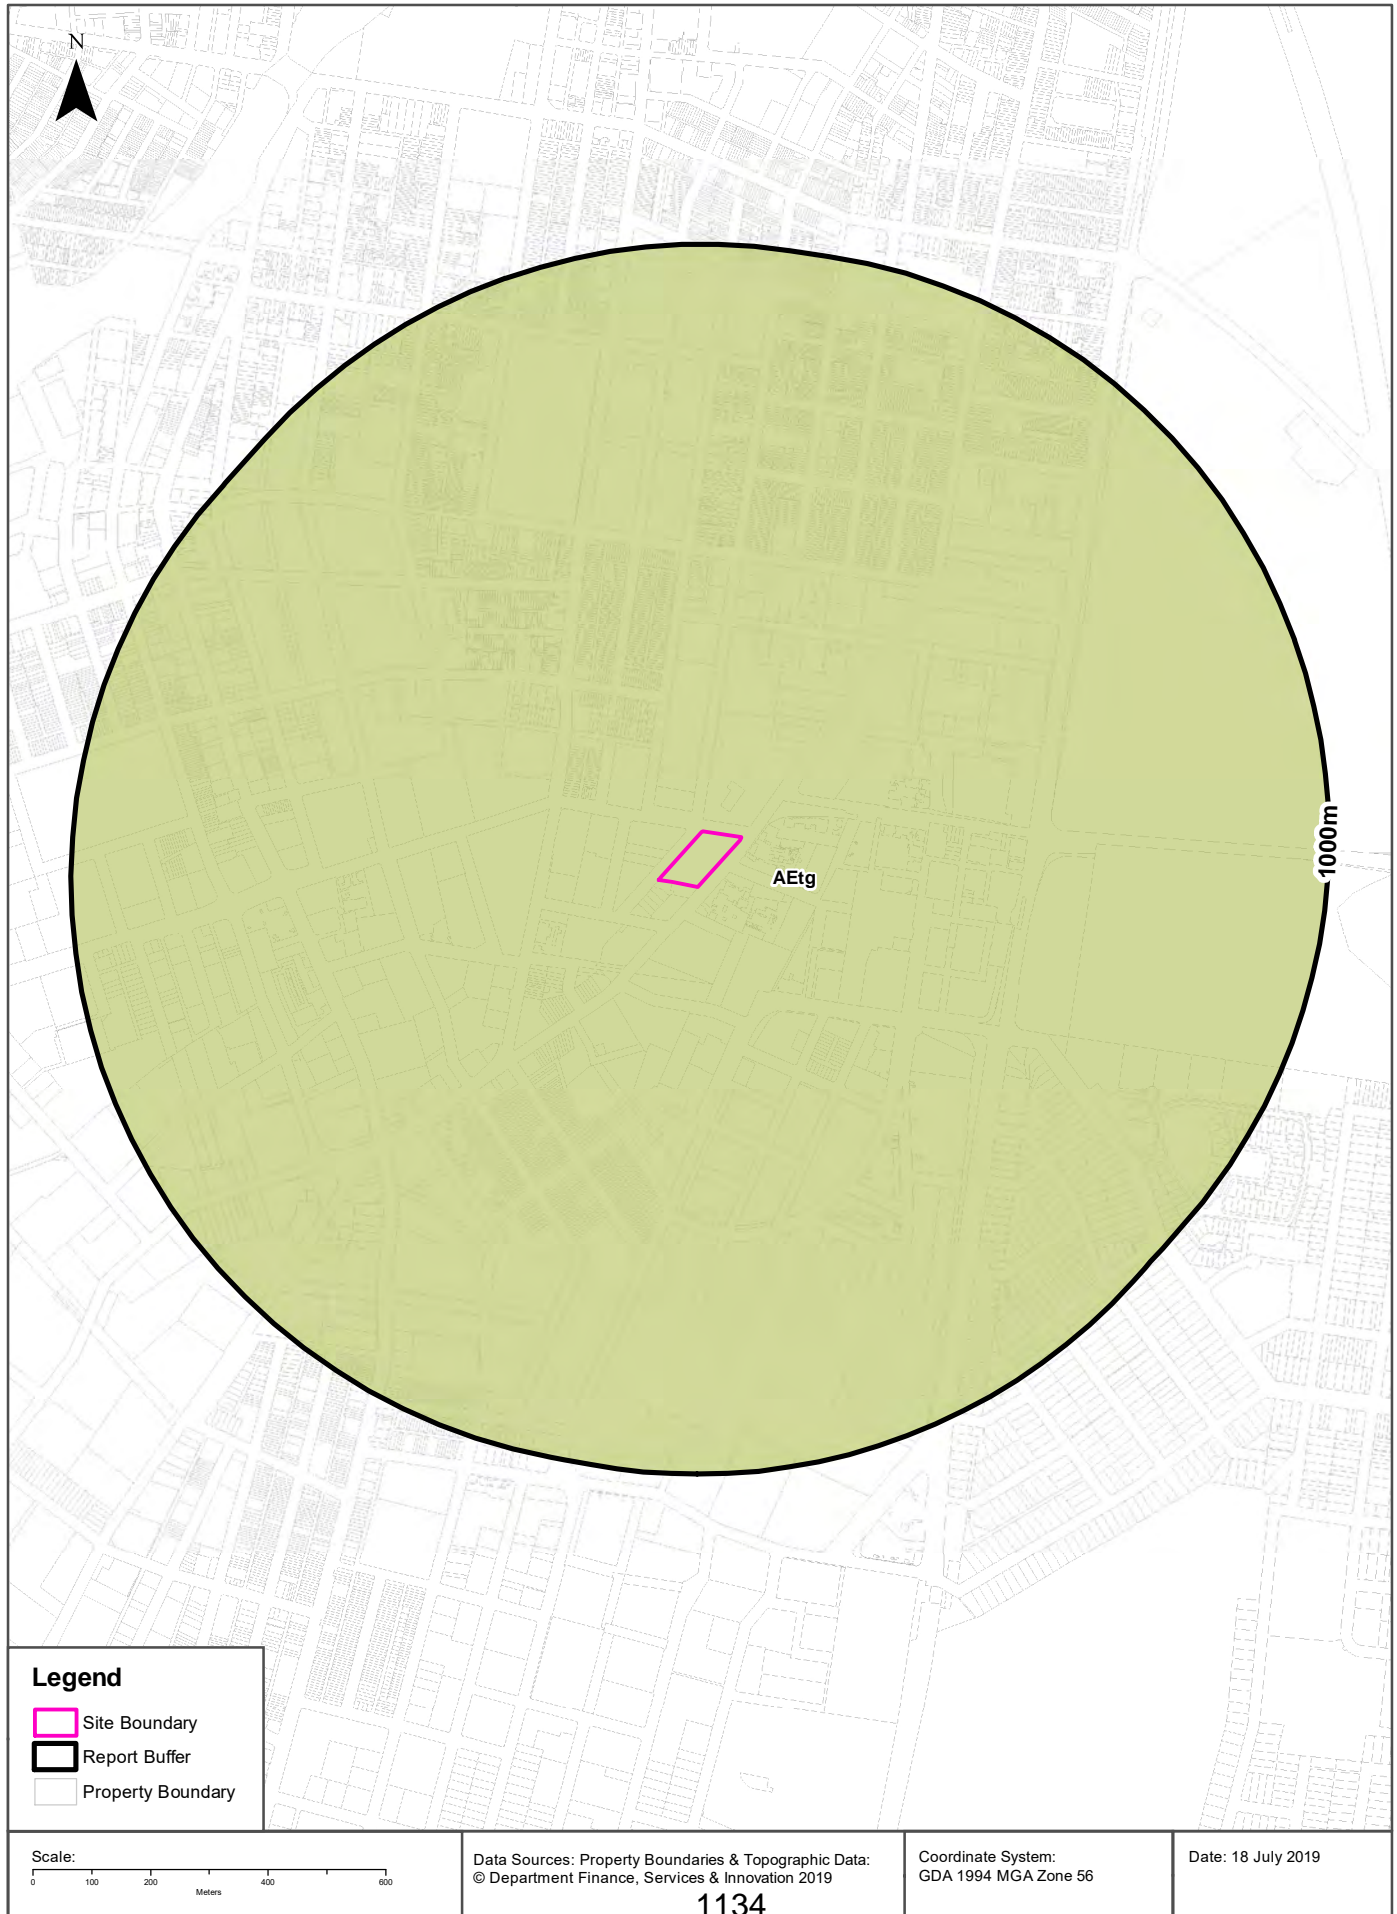 N
1000m
AEtg
Legend
Site Boundary
Report Buffer
Property Boundary
Scale:
0 100 200 400 600
Meters
Data Sources: Property Boundaries & Topographic Data:
© Department Finance, Services & Innovation 2019
1134
Coordinate System:
GDA 1994 MGA Zone 56
Date: 18 July 2019